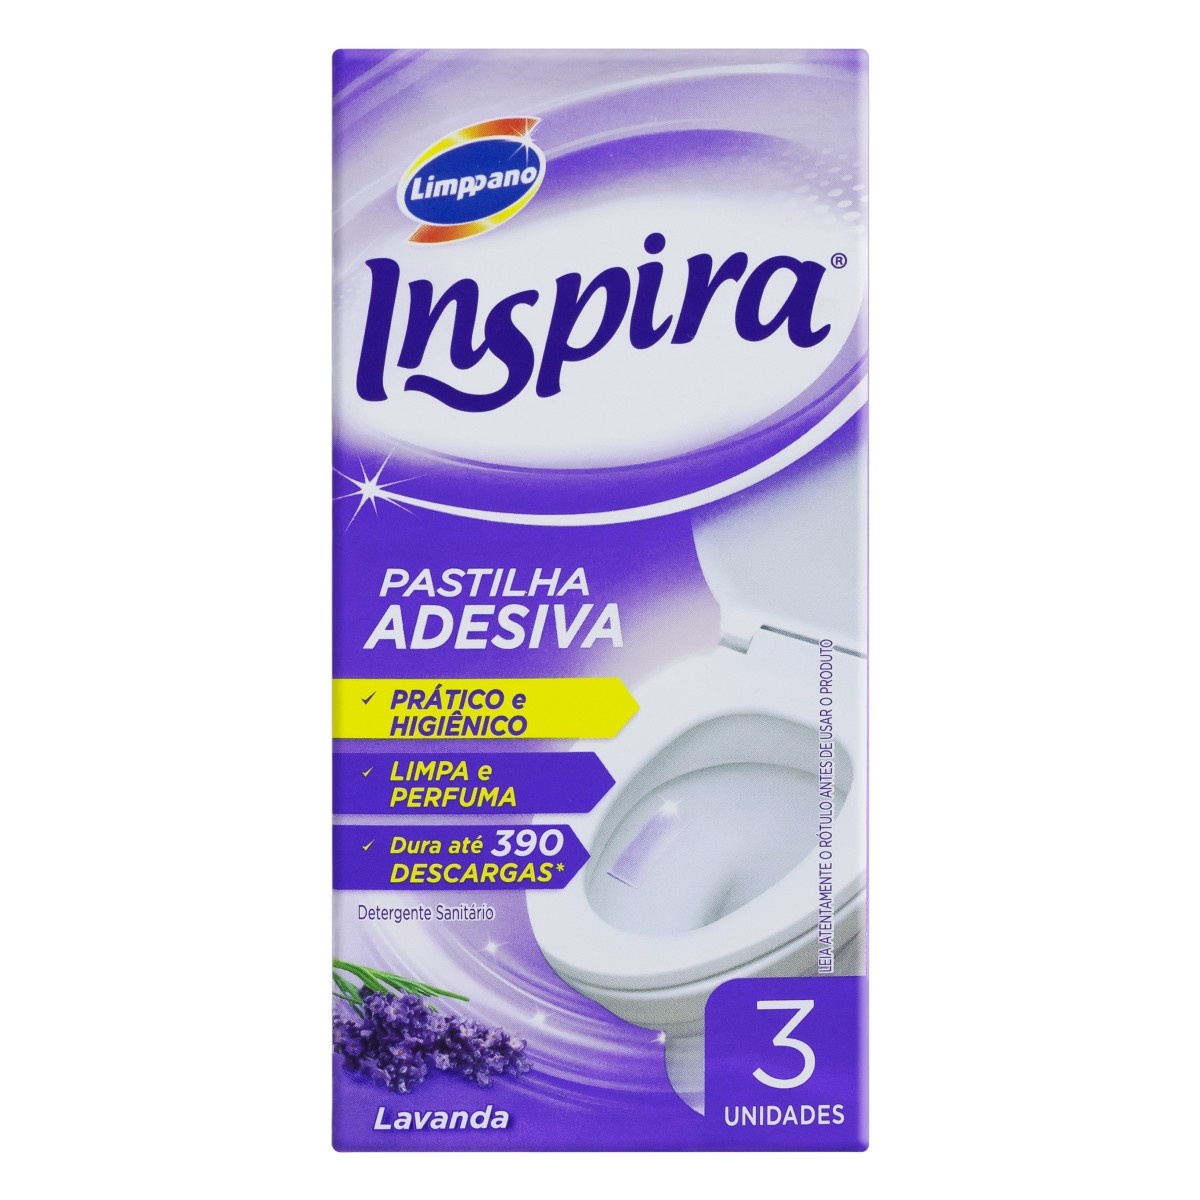 Limppano
Inspira®
PASTILHA
ADESIVA
✓ PRÁTICO e
HIGIÊNICO
✓ LIMPA e
PERFUMA
✓ Dura até 390
DESCARGAS*
Detergente Sanitário
LEIA ATENTAMENTE O RÓTULO ANTES DE USAR O PRODUTO
Lavanda
3
UNIDADES